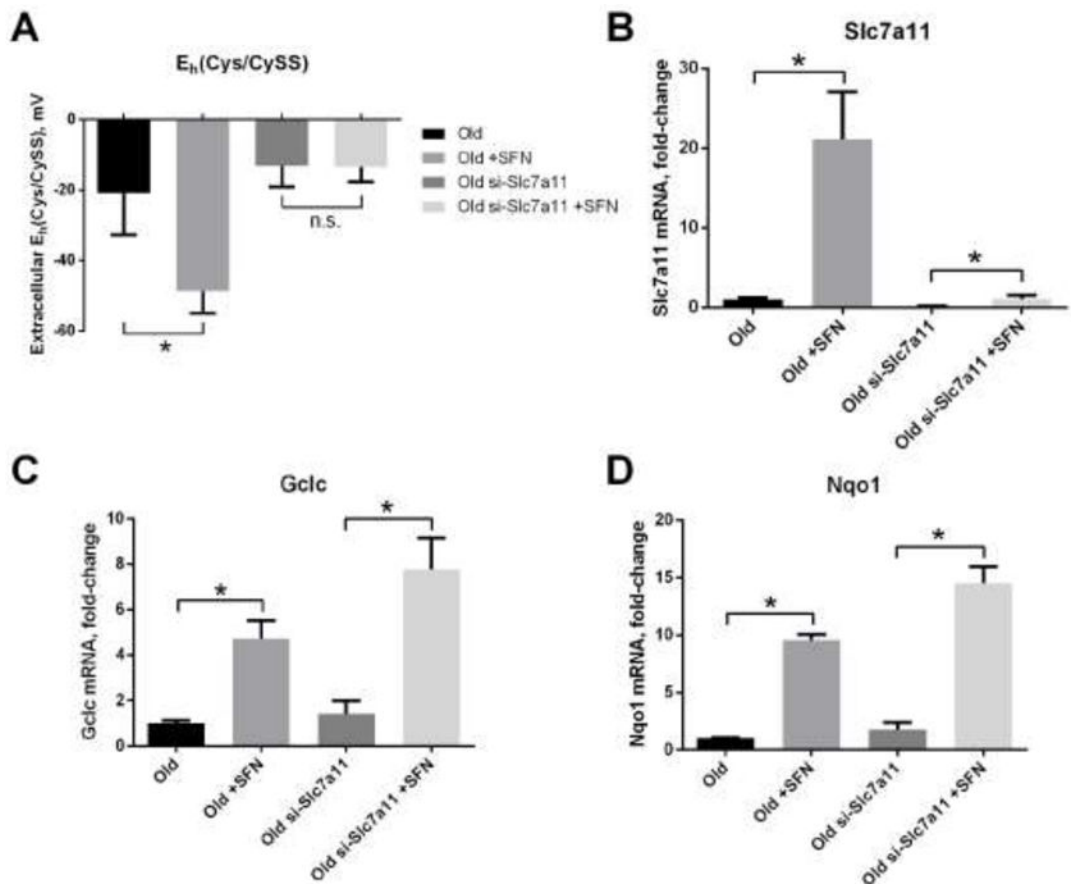 A
E_h(Cys/CySS)
Extracellular E_h(Cys/CySS), mV
0
-20
-40
-60
*
n.s.
Old
Old +SFN
Old si-Slc7a11
Old si-Slc7a11 +SFN
B
Slc7a11
Slc7a11 mRNA, fold-change
30
20
10
0
*
*
Old
Old +SFN
Old si-Slc7a11
Old si-Slc7a11 +SFN
C
Gclc
Gclc mRNA, fold-change
10
8
6
4
2
0
*
*
Old
Old +SFN
Old si-Slc7a11
Old si-Slc7a11 +SFN
D
Nqo1
Nqo1 mRNA, fold-change
20
15
10
5
0
*
*
Old
Old +SFN
Old si-Slc7a11
Old si-Slc7a11 +SFN